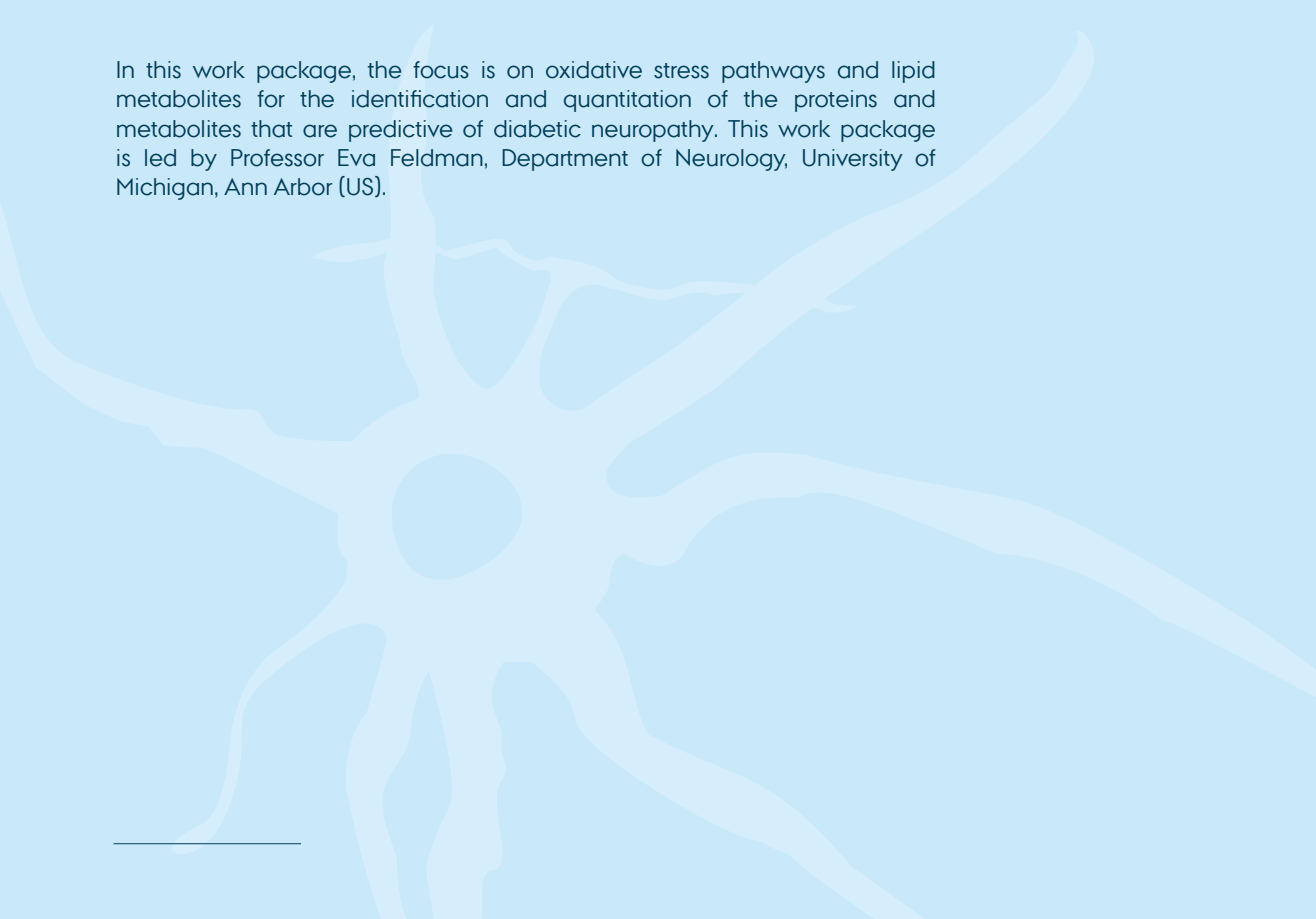 In this work package, the focus is on oxidative stress pathways and lipid
metabolites for the identification and quantitation of the proteins and
metabolites that are predictive of diabetic neuropathy. This work package
is led by Professor Eva Feldman, Department of Neurology, University of
Michigan, Ann Arbor (US).